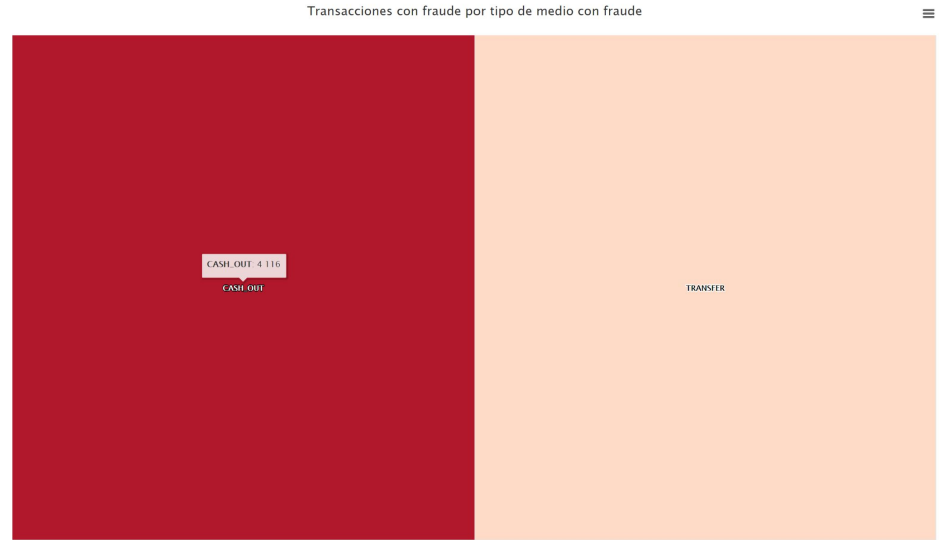 Transacciones con fraude por tipo de medio con fraude
CASH_OUT: 4 116
CASH_OUT
TRANSFER